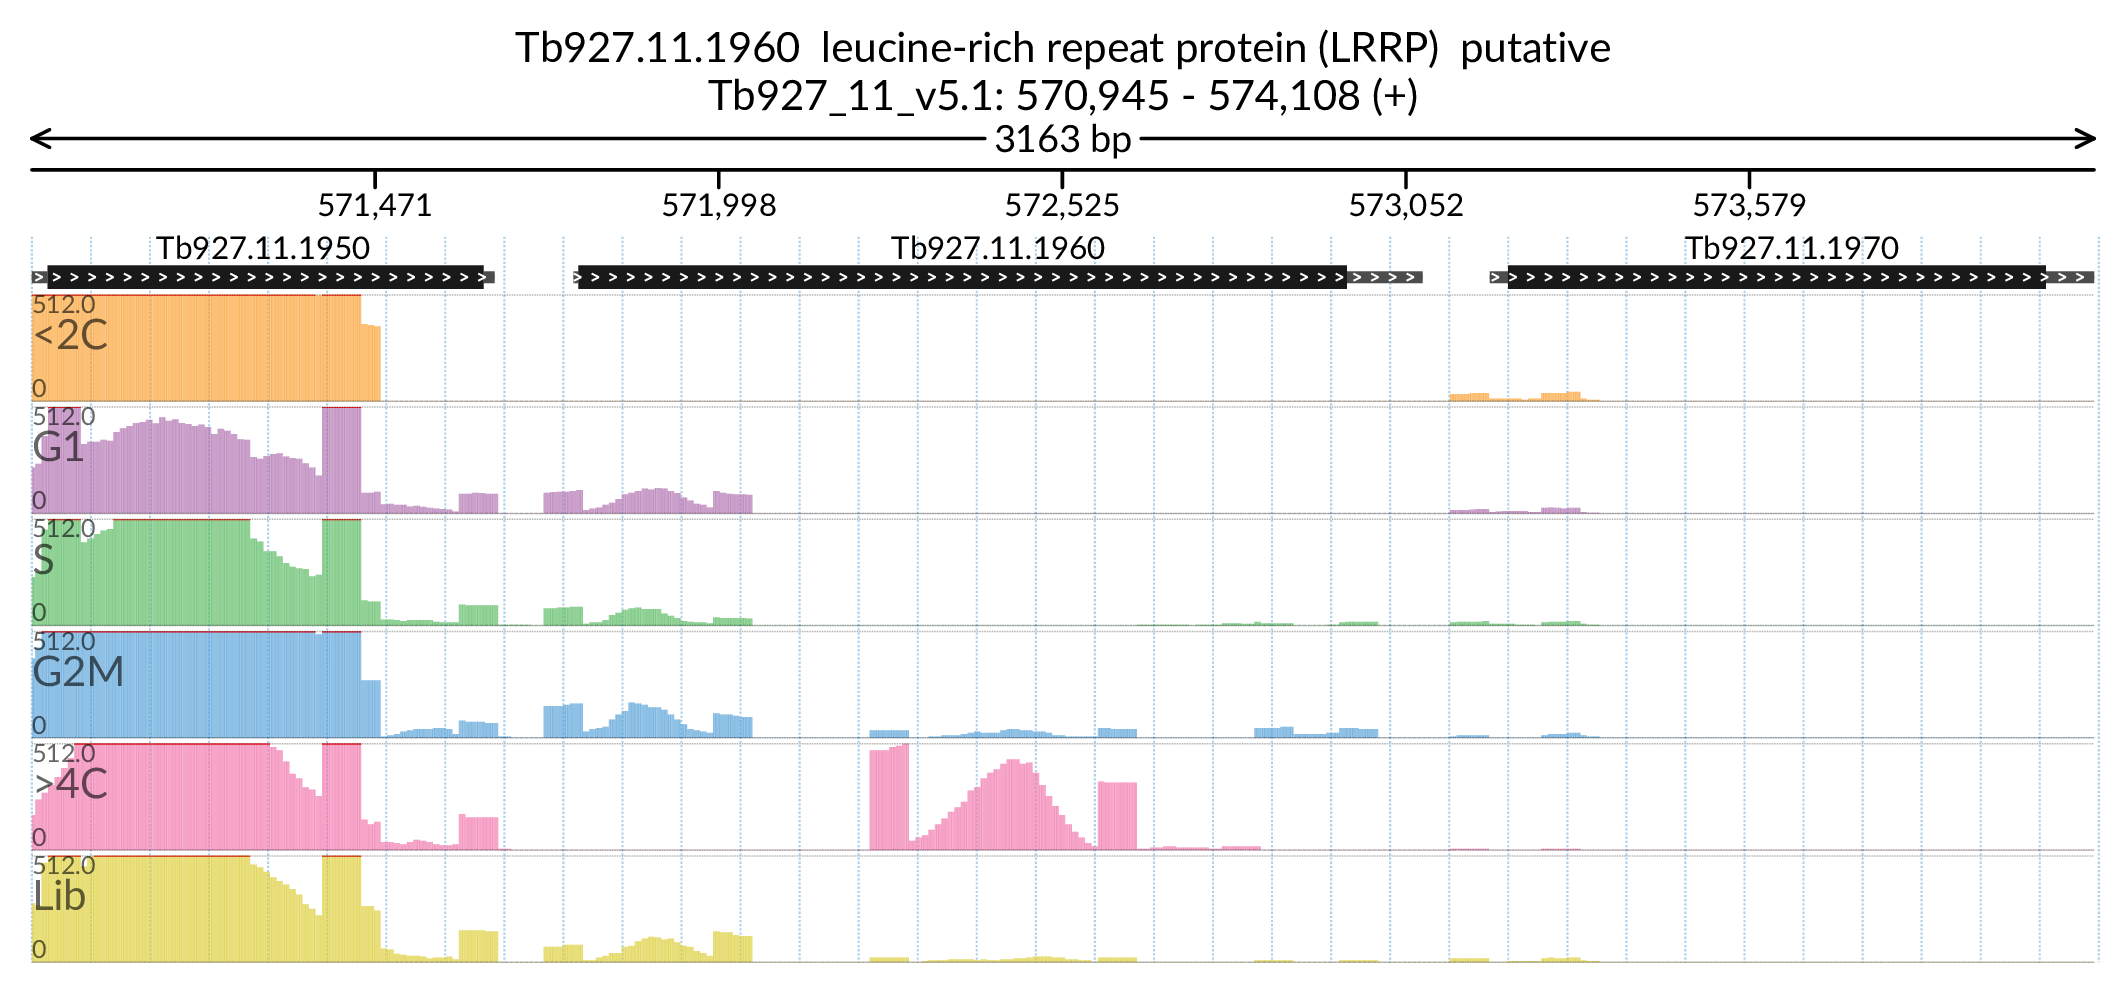 Tb927.11.1960 leucine-rich repeat protein (LRRP) putative
Tb927_11_v5.1: 570,945 - 574,108 (+)
3163 bp
571,471 571,998 572,525 573,052 573,579
Tb927.11.1950 Tb927.11.1960 Tb927.11.1970
512.0
<2C
0
512.0
G1
0
512.0
S
0
512.0
G2M
0
512.0
>4C
0
512.0
Lib
0